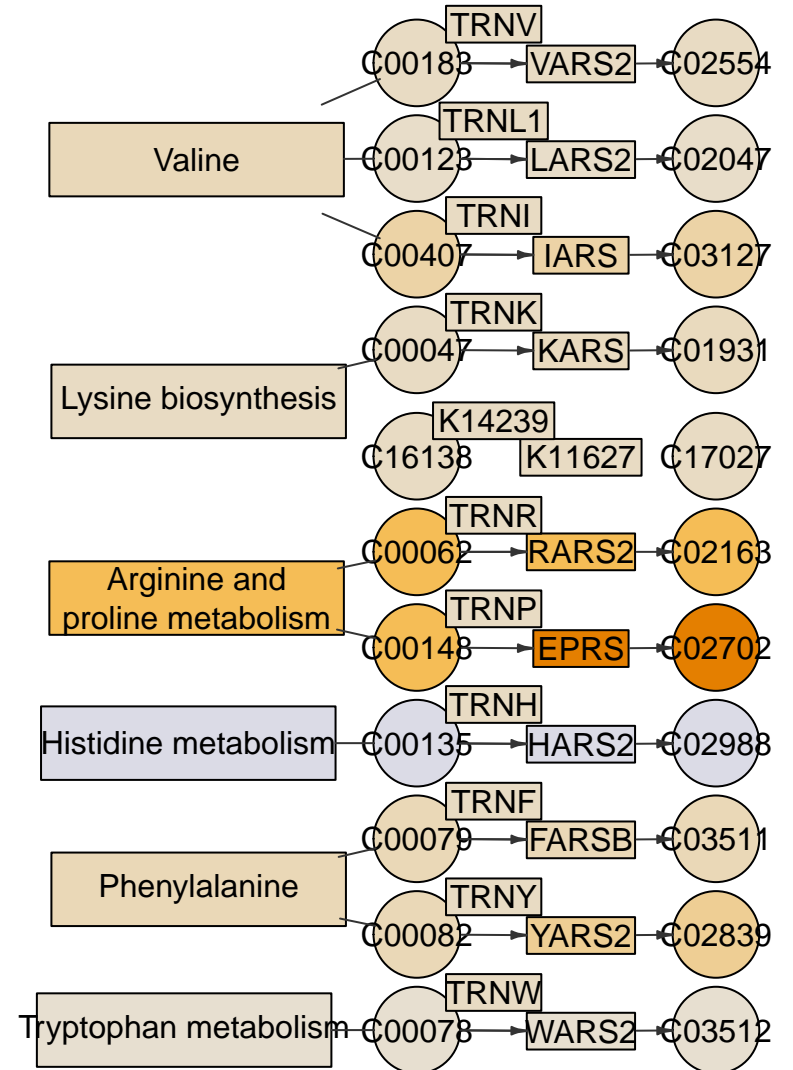 TRNV
C00183 VARS2 C02554
TRNL1
Valine C00123 LARS2 C02047
TRNI
C00407 IARS C03127
TRNK
C00047 KARS C01931
Lysine biosynthesis
K14239
C16138 K11627 C17027
TRNR
C00062 RARS2 C02163
Arginine and
proline metabolism
TRNP
C00148 EPRS C02702
TRNH
Histidine metabolism C00135 HARS2 C02988
TRNF
C00079 FARSB C03511
Phenylalanine
TRNY
C00082 YARS2 C02839
TRNW
Tryptophan metabolism C00078 WARS2 C03512